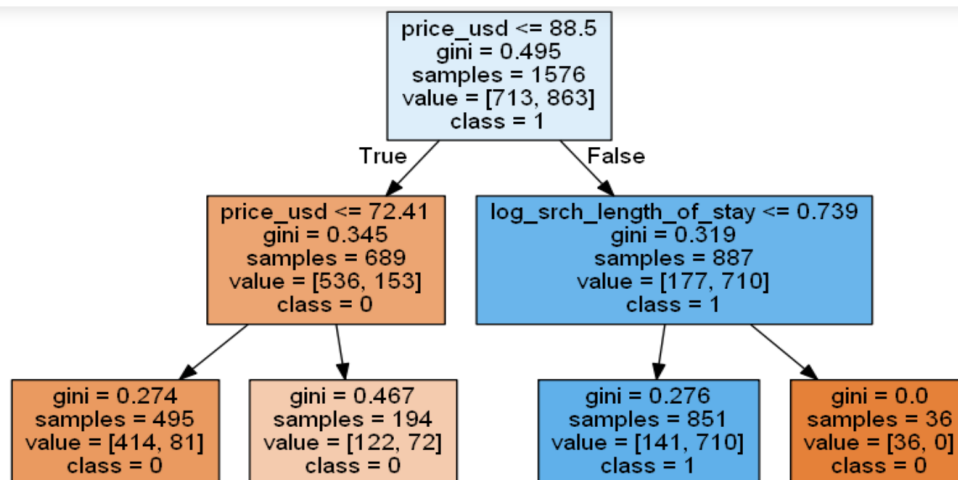 price_usd <= 88.5
gini = 0.495
samples = 1576
value = [713, 863]
class = 1
True
False
price_usd <= 72.41
gini = 0.345
samples = 689
value = [536, 153]
class = 0
log_srch_length_of_stay <= 0.739
gini = 0.319
samples = 887
value = [177, 710]
class = 1
gini = 0.274
samples = 495
value = [414, 81]
class = 0
gini = 0.467
samples = 194
value = [122, 72]
class = 0
gini = 0.276
samples = 851
value = [141, 710]
class = 1
gini = 0.0
samples = 36
value = [36, 0]
class = 0